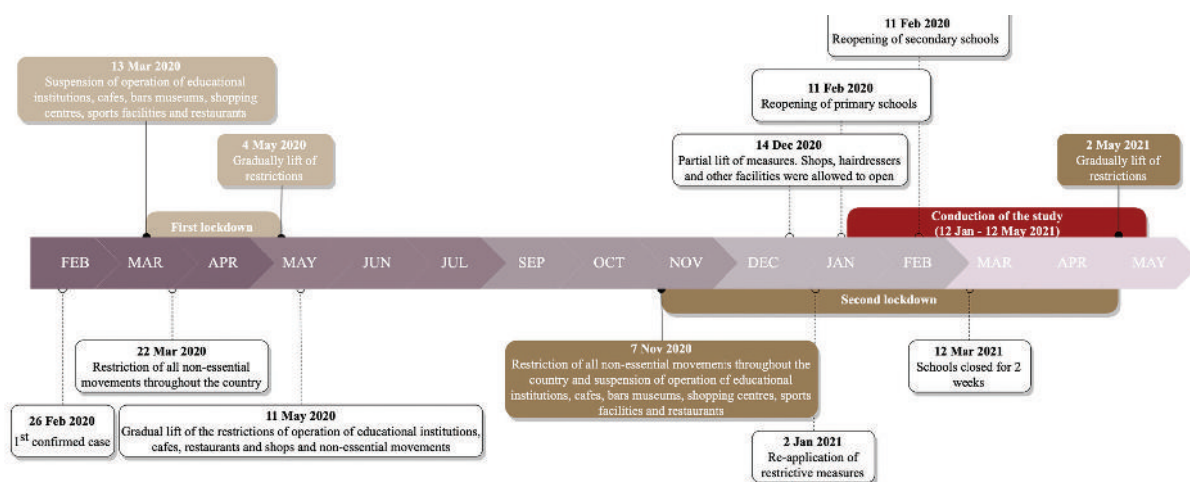 11 Feb 2020
Reopening of secondary schools
13 Mar 2020
Suspension of operation of educational
institutions, cafes, bars museums, shopping
centres, sports facilities and restaurants
11 Feb 2020
Reopening of primary schools
4 May 2020
Gradually lift of
restrictions
14 Dec 2020
Partial lift of measures. Shops, hairdressers
and other facilities were allowed to open
2 May 2021
Gradually lift of
restrictions
First lockdown
Conduction of the study
(12 Jan - 12 May 2021)
FEB MAR APR MAY JUN JUL SEP OCT NOV DEC JAN FEB MAR APR MAY
Second lockdown
22 Mar 2020
Restriction of all non-essential
movements throughout the country
7 Nov 2020
Restriction of all non-essential movements throughout the
country and suspension of operation of educational
institutions, cafes, bars museums, shopping centres, sports
facilities and restaurants
12 Mar 2021
Schools closed for 2
weeks
26 Feb 2020
1st confirmed case
11 May 2020
Gradual lift of the restrictions of operation of educational institutions,
cafes, restaurants and shops and non-essential movements
2 Jan 2021
Re-application of
restrictive measures